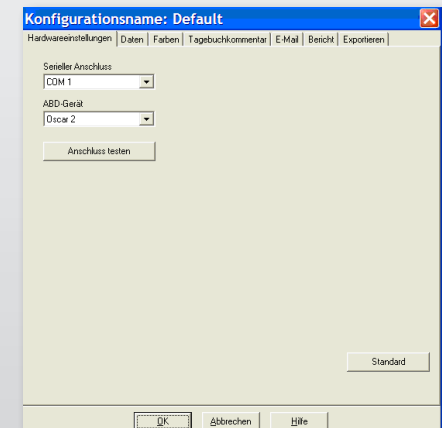 Konfigurationsname: Default
Hardwareeinstellungen Daten Farben Tagebuchkommentar E-Mail Bericht Exportieren
Serieller Anschluss
COM 1
ABD-Gerät
Oscar 2
Anschluss testen
Standard
OK Abbrechen Hilfe